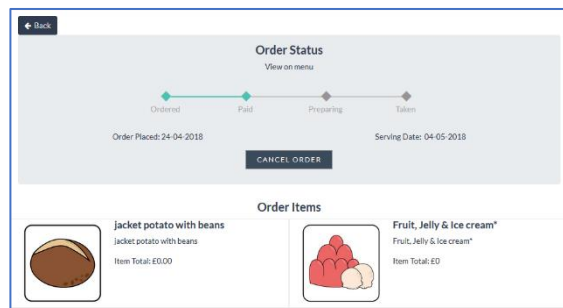 Back
Order Status
View on menu
Ordered Paid Preparing Taken
Order Placed: 24-04-2018 Serving Date: 04-05-2018
CANCEL ORDER
Order Items
jacket potato with beans
jacket potato with beans
Item Total: £0.00
Fruit, Jelly & Ice cream*
Fruit, Jelly & Ice cream*
Item Total: £0